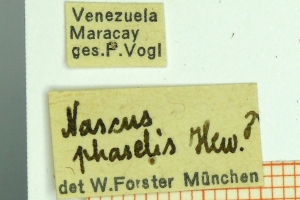 Venezuela
Maracay
ges.P.Vogl
Nascus ♂
phaselis Hew.
det W.Forster München